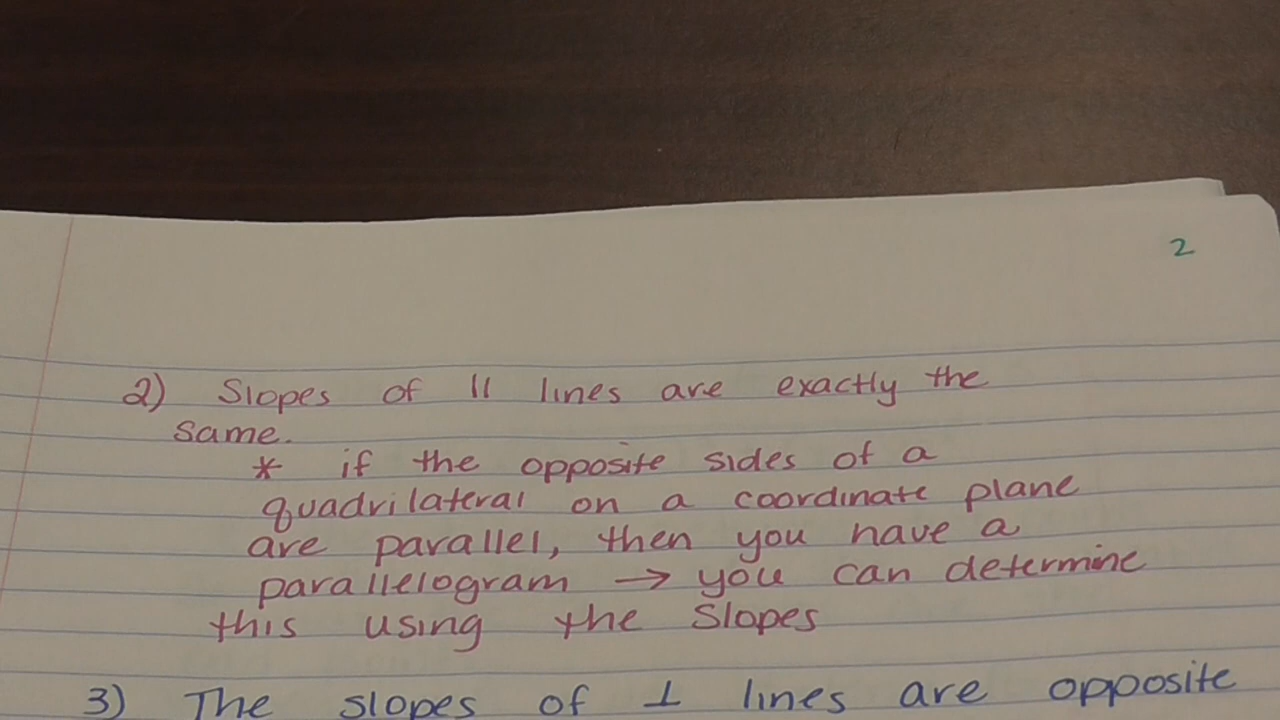 2
2) Slopes of || lines are exactly the
same.
* if the opposite sides of a
quadrilateral on a coordinate plane
are parallel, then you have a
parallelogram → you can determine
this using the Slopes
3) The slopes of ⊥ lines are opposite